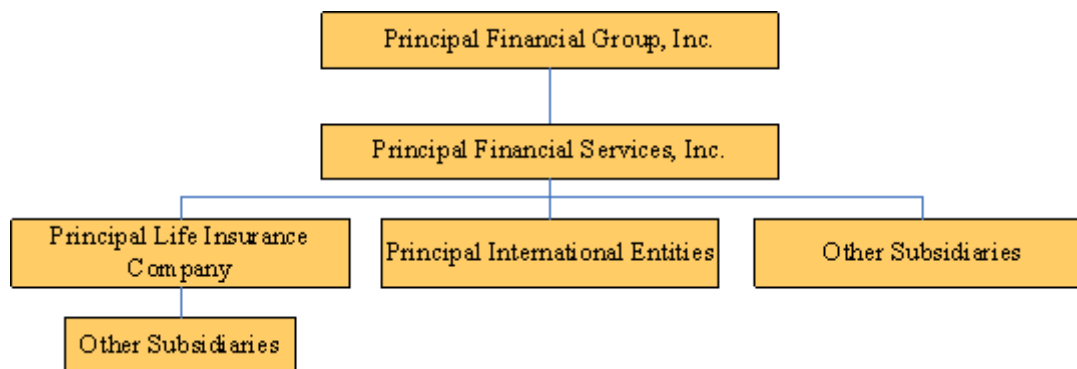 Principal Financial Group, Inc.
Principal Financial Services, Inc.
Principal Life Insurance
Company
Principal International Entities
Other Subsidiaries
Other Subsidiaries